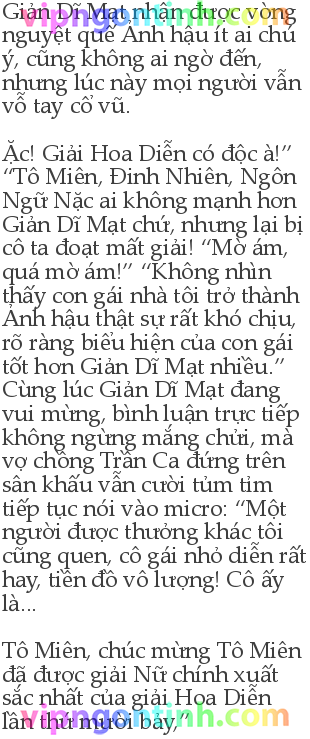 Giản Dĩ Mạt nhận được vòng
nguyệt quế Ảnh hậu ít ai chú
ý, cũng không ai ngờ đến,
nhưng lúc này mọi người vẫn
vỗ tay cổ vũ.
Ặc! Giải Hoa Diễn có độc à!”
“Tô Miên, Đinh Nhiên, Ngôn
Ngữ Nặc ai không mạnh hơn
Giản Dĩ Mạt chứ, nhưng lại bị
cô ta đoạt mất giải! “Mờ ám,
quá mờ ám!” “Không nhìn
thấy con gái nhà tôi trở thành
Ảnh hậu thật sự rất khó chịu,
rõ ràng biểu hiện của con gái
tốt hơn Giản Dĩ Mạt nhiều.”
Cùng lúc Giản Dĩ Mạt đang
vui mừng, bình luận trực tiếp
không ngừng mắng chửi, mà
vợ chồng Trần Ca đứng trên
sân khấu vẫn cười tủm tỉm
tiếp tục nói vào micro: “Một
người được thưởng khác tôi
cũng quen, cô gái nhỏ diễn rất
hay, tiền đồ vô lượng! Cô ấy
là...
Tô Miên, chúc mừng Tô Miên
đã được giải Nữ chính xuất
sắc nhất của giải Hoa Diễn
lần thứ mười bảy,”
vipngontinh.com
vipngontinh.com